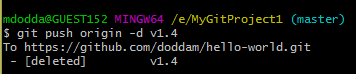 mdodda@GUEST152 MINGW64 /e/MyGitProject1 (master)
$ git push origin -d v1.4
To https://github.com/doddam/hello-world.git
 - [deleted]         v1.4